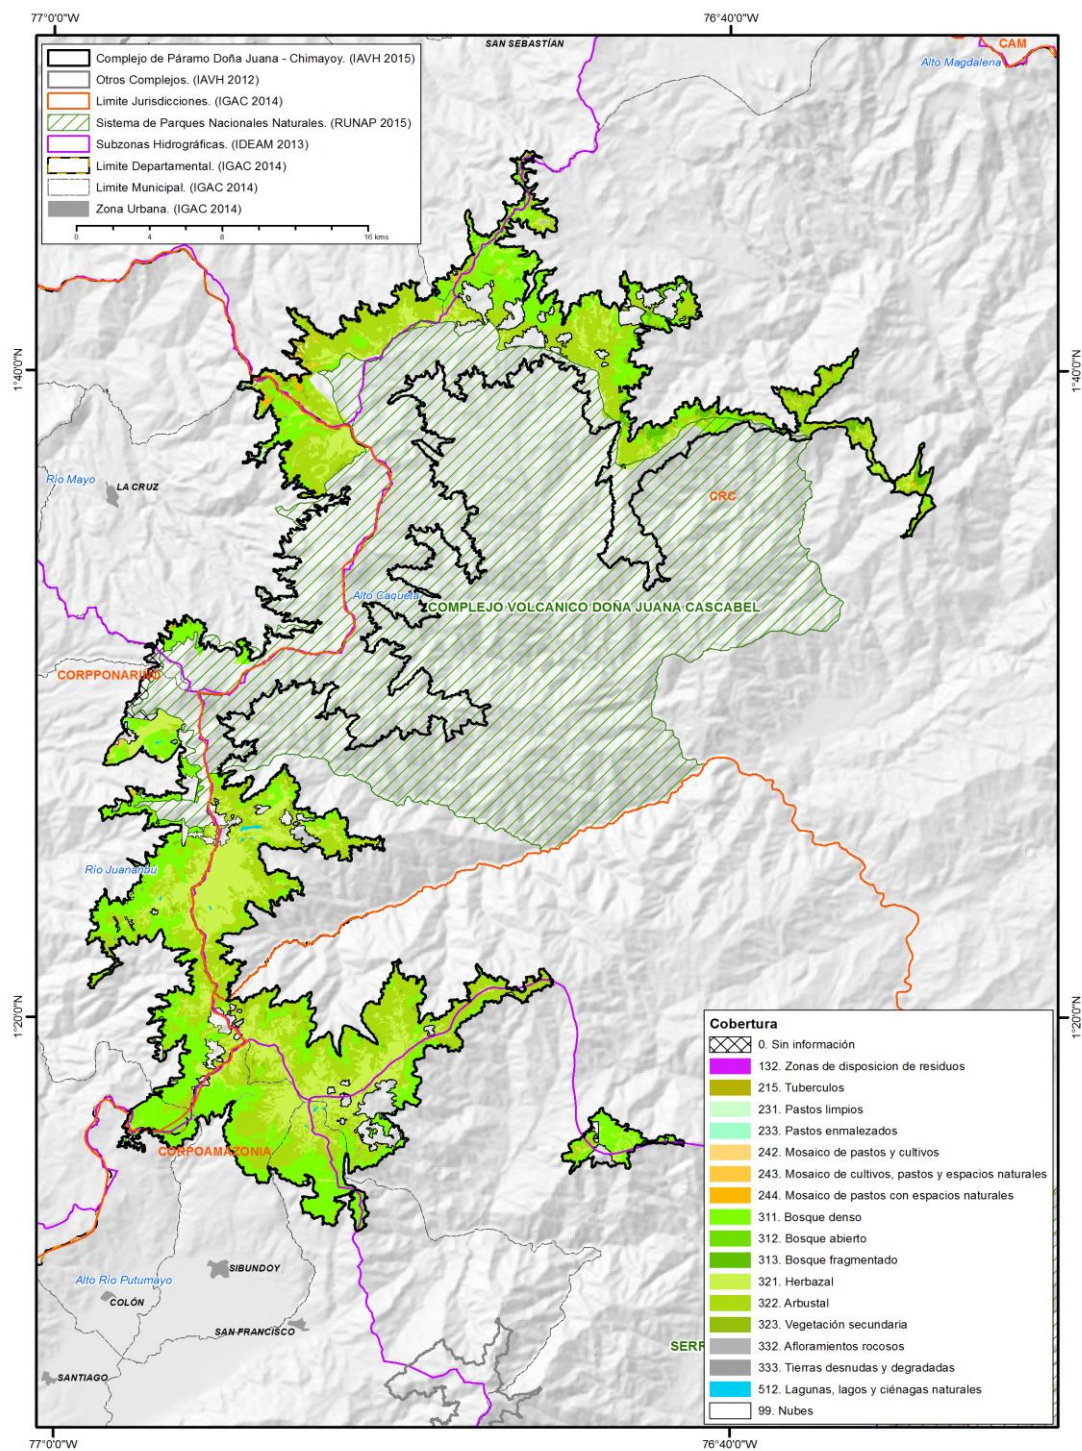 77°0'0"W
76°40'0"W
SAN SEBASTÍAN
CAM
Alto Magdalena
Complejo de Páramo Doña Juana - Chimayoy. (IAVH 2015)
Otros Complejos. (IAVH 2012)
Limite Jurisdicciones. (IGAC 2014)
Sistema de Parques Nacionales Naturales. (RUNAP 2015)
Subzonas Hidrográficas. (IDEAM 2013)
Limite Departamental. (IGAC 2014)
Limite Municipal. (IGAC 2014)
Zona Urbana. (IGAC 2014)
0 4 8 16 kms
1°40'0"N
1°40'0"N
Río Mayo
LA CRUZ
CRC
Alto Caqueta
COMPLEJO VOLCANICO DOÑA JUANA CASCABEL
CORPPONARIÑO
Río Juanambu
1°20'0"N
1°20'0"N
CORPOAMAZONIA
Alto Rio Putumayo
SIBUNDOY
COLÓN
SAN FRANCISCO
SANTIAGO
SERR
Cobertura
0. Sin información
132. Zonas de disposicion de residuos
215. Tuberculos
231. Pastos limpios
233. Pastos enmalezados
242. Mosaico de pastos y cultivos
243. Mosaico de cultivos, pastos y espacios naturales
244. Mosaico de pastos con espacios naturales
311. Bosque denso
312. Bosque abierto
313. Bosque fragmentado
321. Herbazal
322. Arbustal
323. Vegetación secundaria
332. Afloramientos rocosos
333. Tierras desnudas y degradadas
512. Lagunas, lagos y ciénagas naturales
99. Nubes
77°0'0"W
76°40'0"W